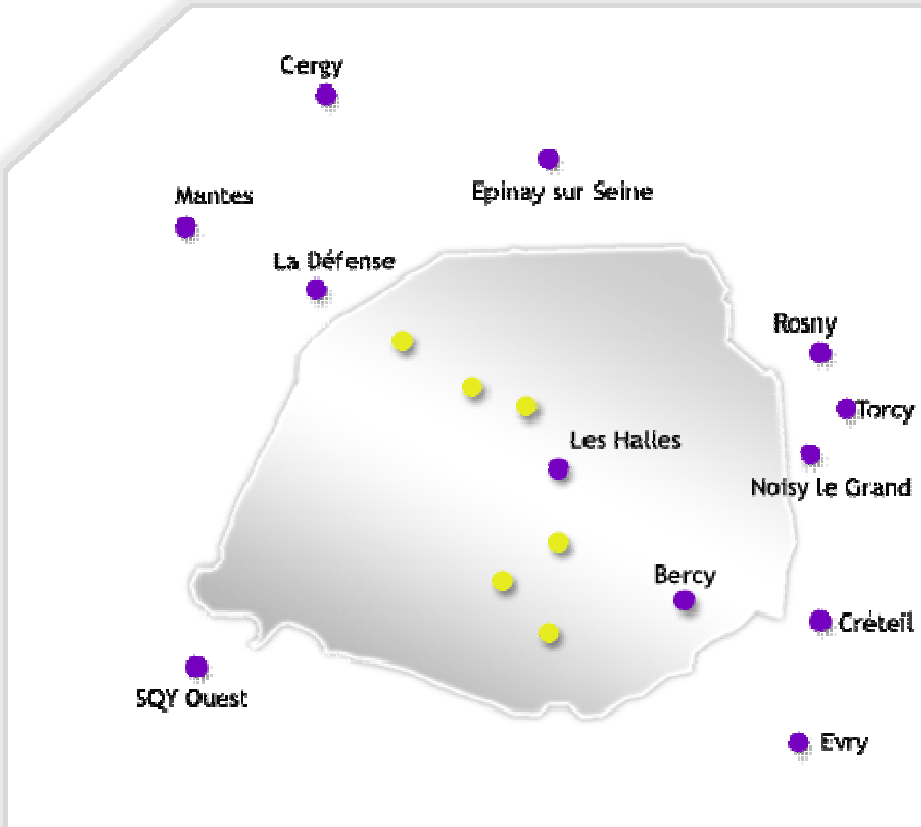 Cergy
Epinay sur Seine
Mantes
La Défense
Rosny
Torcy
Les Halles
Noisy le Grand
Bercy
Créteil
SQY Ouest
Evry